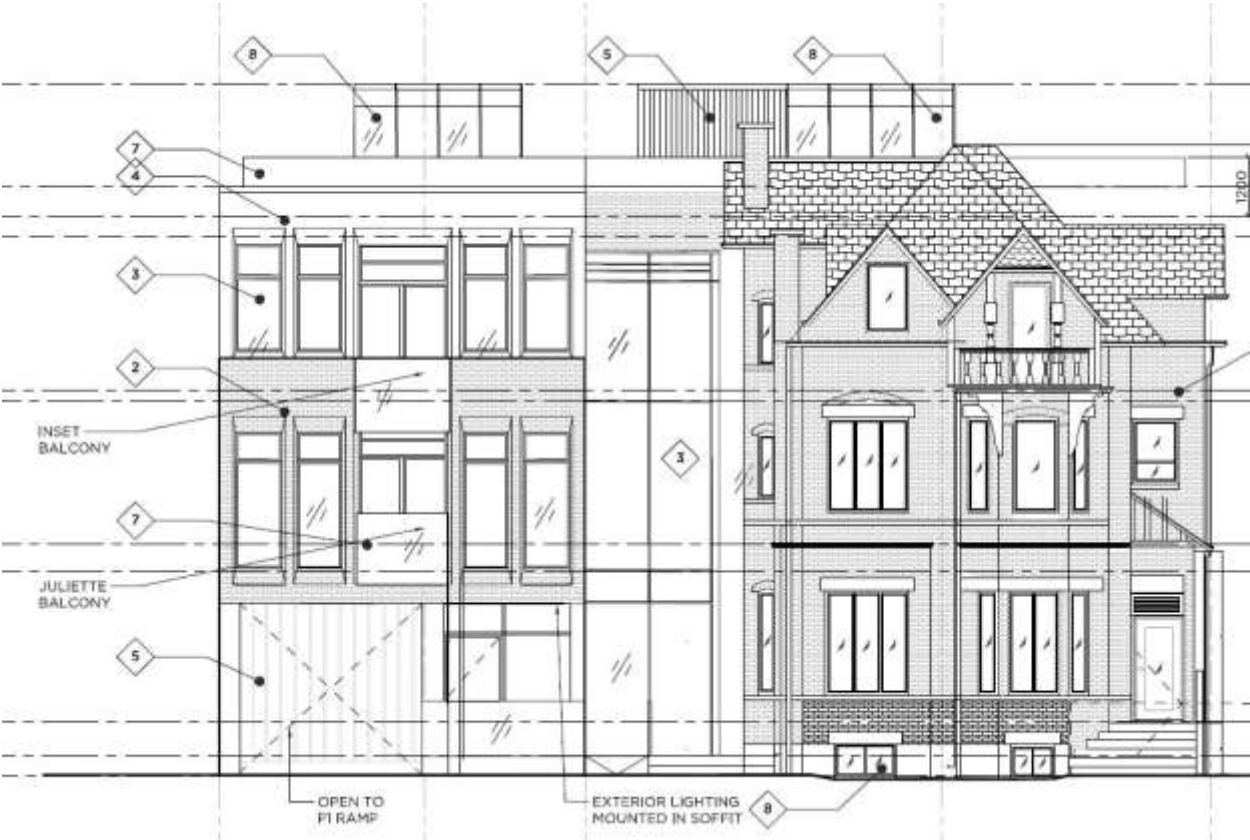 8
5
8
7
4
1200
3
2
INSET
BALCONY
3
7
JULIETTE
BALCONY
5
OPEN TO
P1 RAMP
EXTERIOR LIGHTING
MOUNTED IN SOFFIT
8